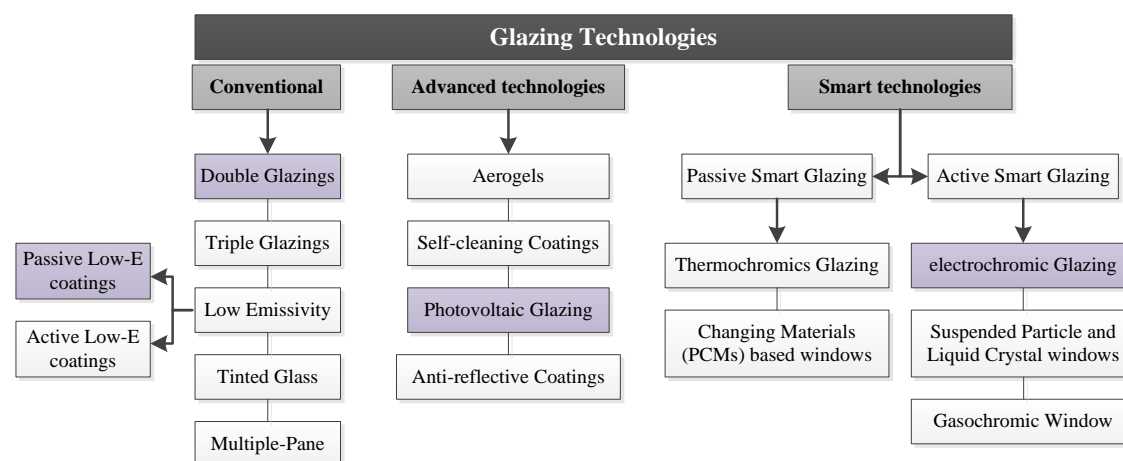 Glazing Technologies
Conventional
Advanced technologies
Smart technologies
Double Glazings
Aerogels
Passive Smart Glazing
Active Smart Glazing
Triple Glazings
Self-cleaning Coatings
Thermochromics Glazing
electrochromic Glazing
Passive Low-E
coatings
Low Emissivity
Photovoltaic Glazing
Changing Materials
(PCMs) based windows
Suspended Particle and
Liquid Crystal windows
Active Low-E
coatings
Tinted Glass
Anti-reflective Coatings
Gasochromic Window
Multiple-Pane